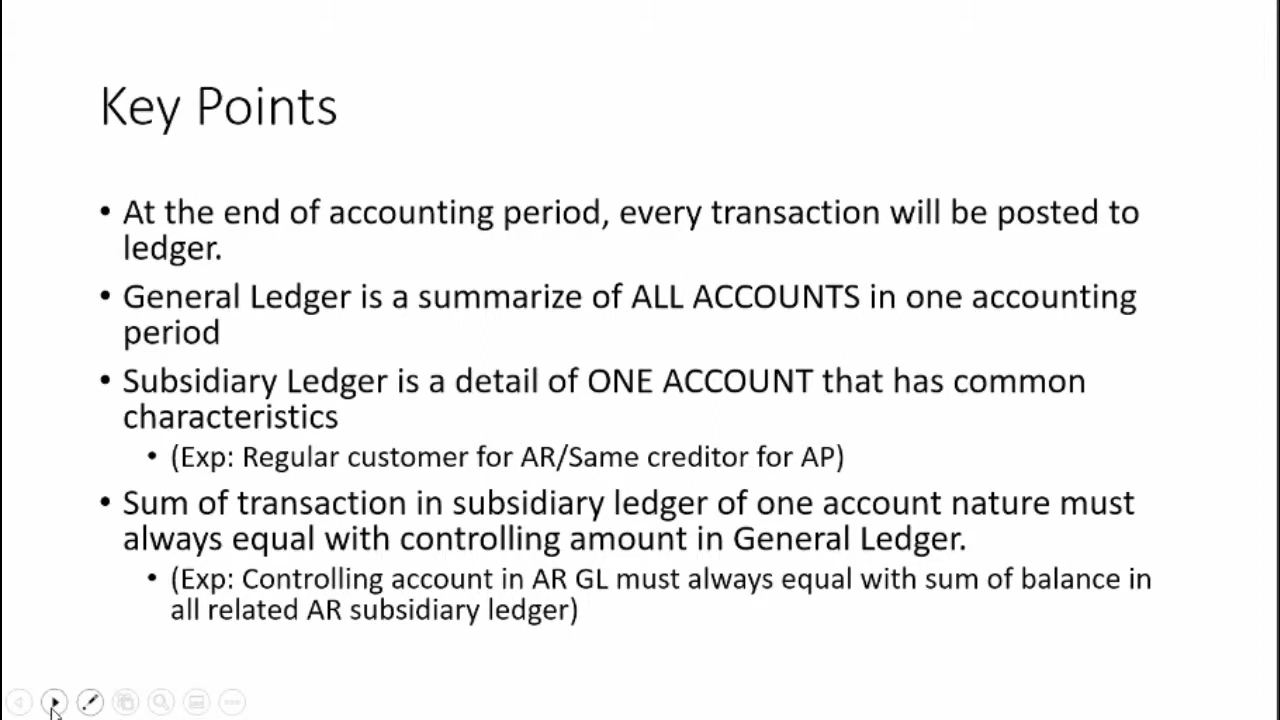 Key Points
• At the end of accounting period, every transaction will be posted to
ledger.
• General Ledger is a summarize of ALL ACCOUNTS in one accounting
period
• Subsidiary Ledger is a detail of ONE ACCOUNT that has common
characteristics
• (Exp: Regular customer for AR/Same creditor for AP)
• Sum of transaction in subsidiary ledger of one account nature must
always equal with controlling amount in General Ledger.
• (Exp: Controlling account in AR GL must always equal with sum of balance in
all related AR subsidiary ledger)